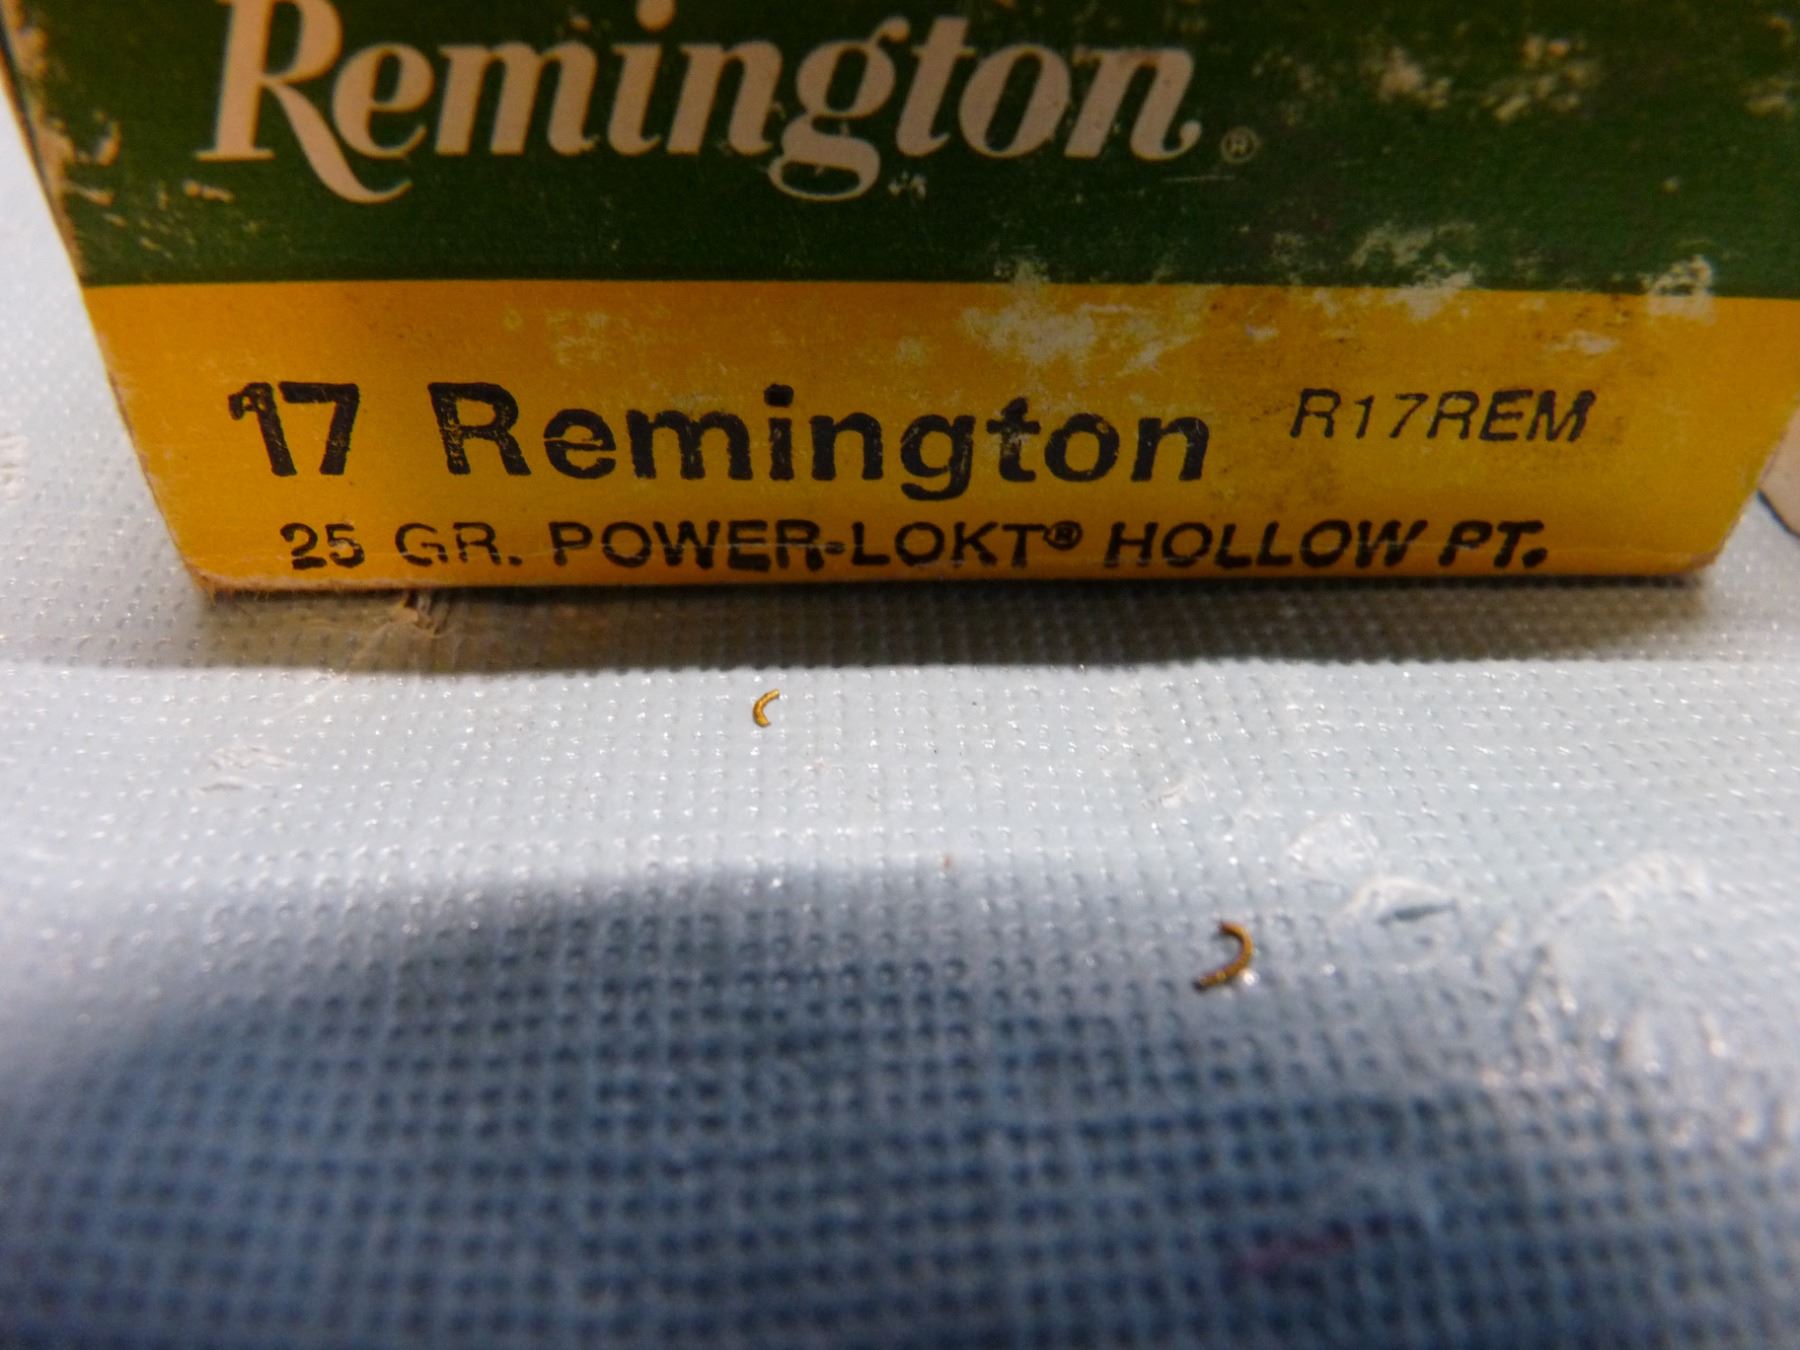 Remington®
17 Remington R17REM
25 GR. POWER-LOKT® HOLLOW PT.